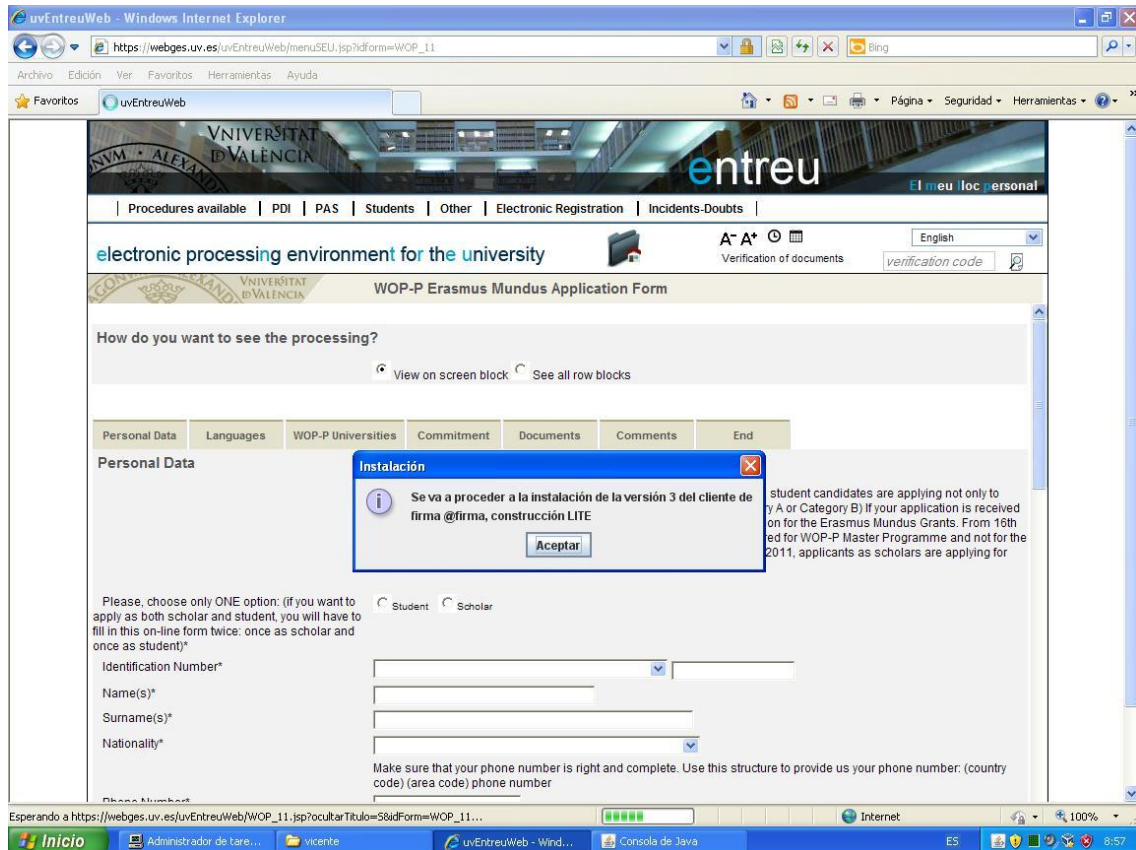 uvEntreuWeb - Windows Internet Explorer
https://webges.uv.es/uvEntreuWeb/menuSEU.jsp?idform=WOP_11
Bing
Archivo Edición Ver Favoritos Herramientas Ayuda
Favoritos uvEntreuWeb Página Seguridad Herramientas
VNIVERSITAT
D VALÈNCIA
entreu
El meu lloc personal
| Procedures available | PDI | PAS | Students | Other | Electronic Registration | Incidents-Doubts |
electronic processing environment for the university
A- A+
Verification of documents
English
verification code
VNIVERSITAT
D VALÈNCIA
WOP-P Erasmus Mundus Application Form
How do you want to see the processing?
View on screen block See all row blocks
Personal Data Languages WOP-P Universities Commitment Documents Comments End
Personal Data
Instalación
Se va a proceder a la instalación de la versión 3 del cliente de
firma @firma, construcción LITE
Aceptar
student candidates are applying not only to
A or Category B) If your application is received
on for the Erasmus Mundus Grants. From 16th
red for WOP-P Master Programme and not for the
2011, applicants as scholars are applying for
Please, choose only ONE option: (if you want to
apply as both scholar and student, you will have to
fill in this on-line form twice: once as scholar and
once as student)*
Student Scholar
Identification Number*
Name(s)*
Surname(s)*
Nationality*
Make sure that your phone number is right and complete. Use this structure to provide us your phone number: (country
code) (area code) phone number
Phone Number*
Esperando a https://webges.uv.es/uvEntreuWeb/WOP_11.jsp?ocultarTitulo=S&idForm=WOP_11...
Internet
100%
Inicio
Administrador de tare...
vicente
uvEntreuWeb - Wind...
Consola de Java
ES
8:57